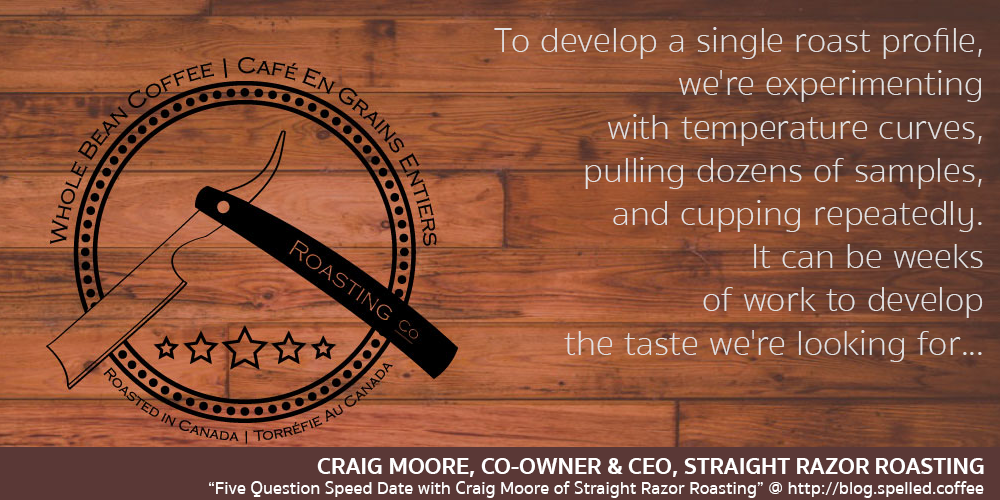 WHOLE BEAN COFFEE | CAFÉ EN GRAINS ENTIERS
ROASTING CO
ROASTED IN CANADA | TORRÉFIE AU CANADA
To develop a single roast profile,
we're experimenting
with temperature curves,
pulling dozens of samples,
and cupping repeatedly.
It can be weeks
of work to develop
the taste we're looking for...
CRAIG MOORE, CO-OWNER & CEO, STRAIGHT RAZOR ROASTING
“Five Question Speed Date with Craig Moore of Straight Razor Roasting” @ http://blog.spelled.coffee